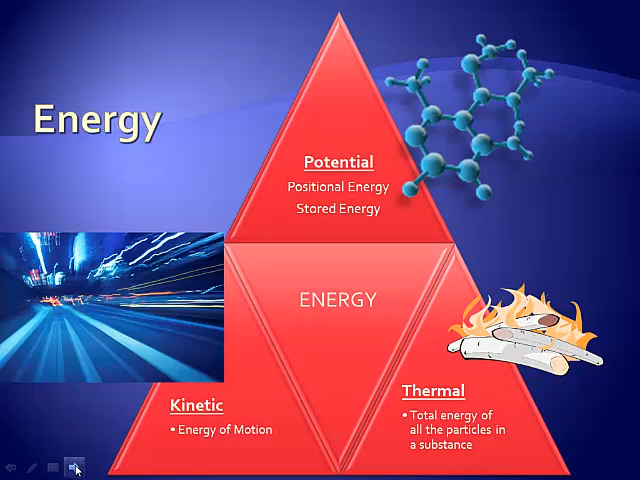 Energy
Potential
Positional Energy
Stored Energy
ENERGY
Kinetic
• Energy of Motion
Thermal
• Total energy of
all the particles in
a substance